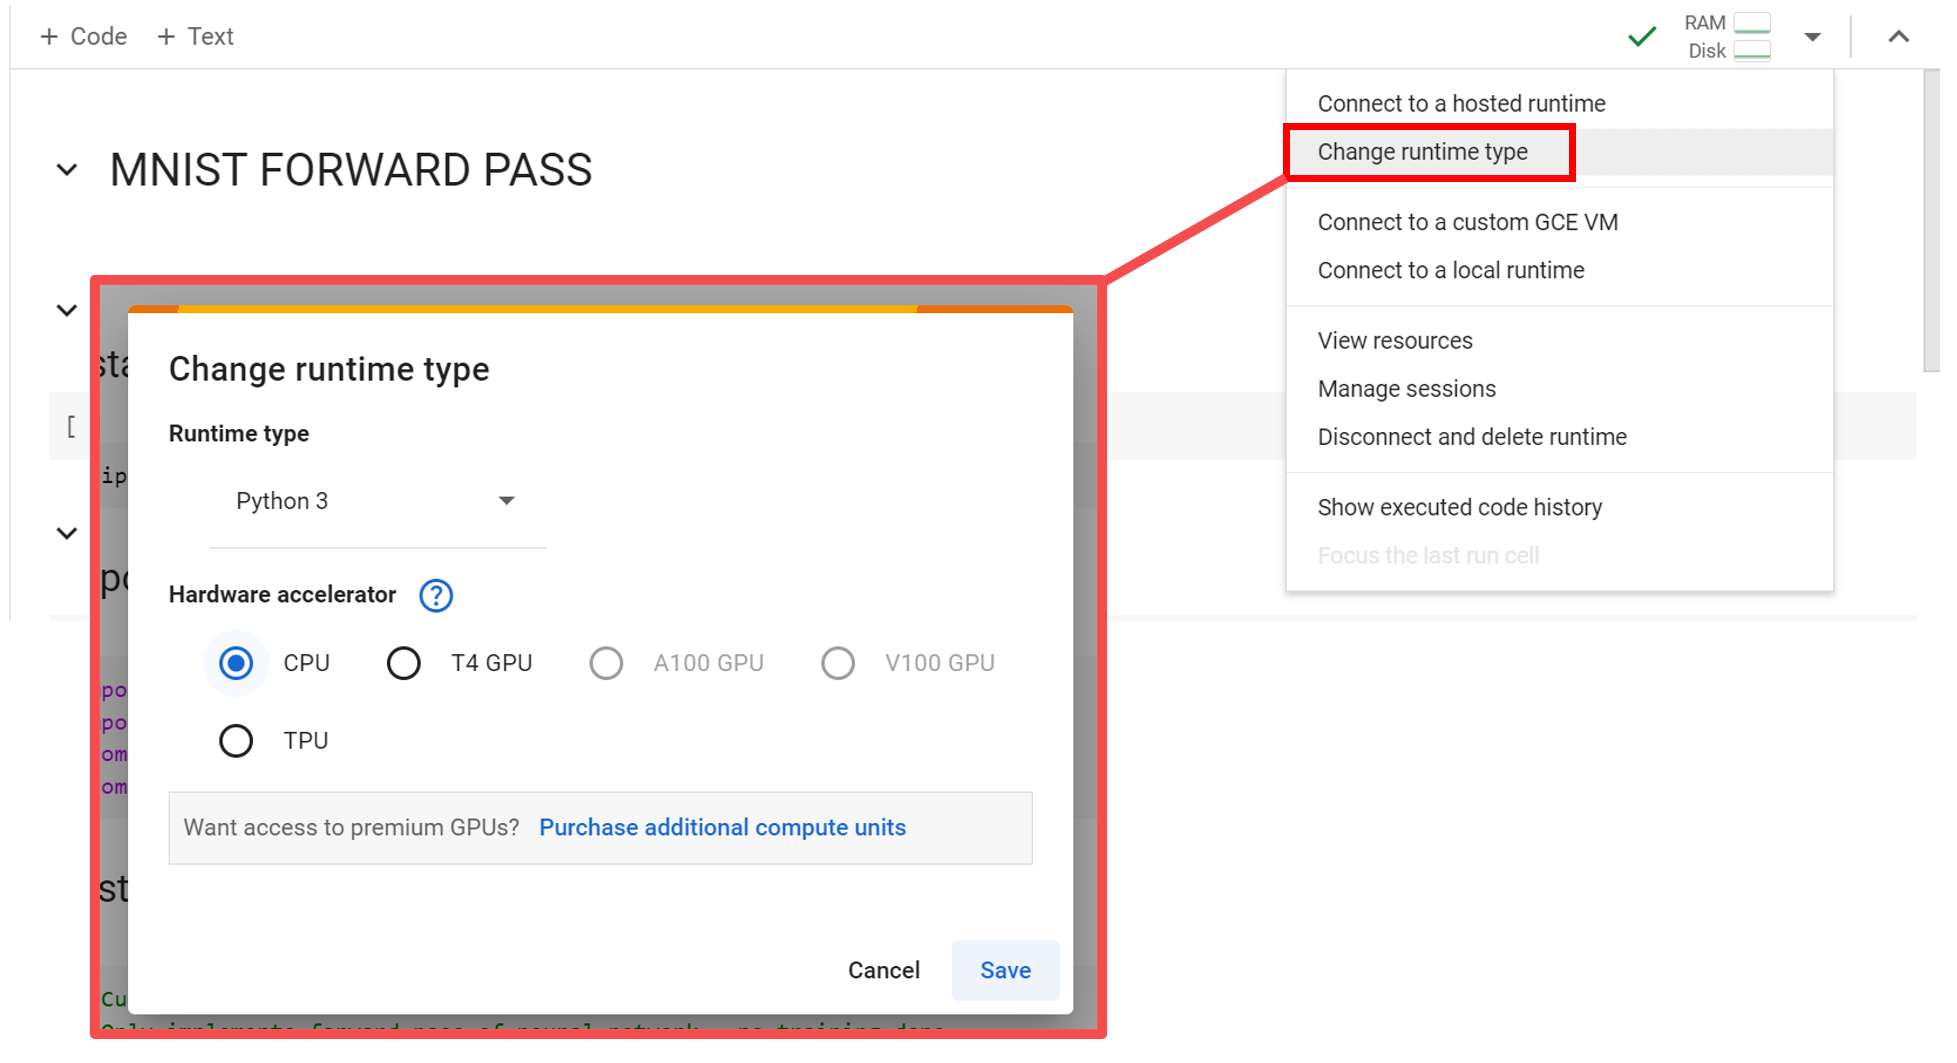 + Code + Text
RAM
Disk
MNIST FORWARD PASS
Connect to a hosted runtime
Change runtime type
Connect to a custom GCE VM
Connect to a local runtime
View resources
Manage sessions
Disconnect and delete runtime
Show executed code history
Focus the last run cell
sta
[
ip
po
Change runtime type
Runtime type
Python 3
Hardware accelerator ?
CPU T4 GPU A100 GPU V100 GPU
TPU
Want access to premium GPUs? Purchase additional compute units
Cancel Save
po
po
om
om
st
Cu